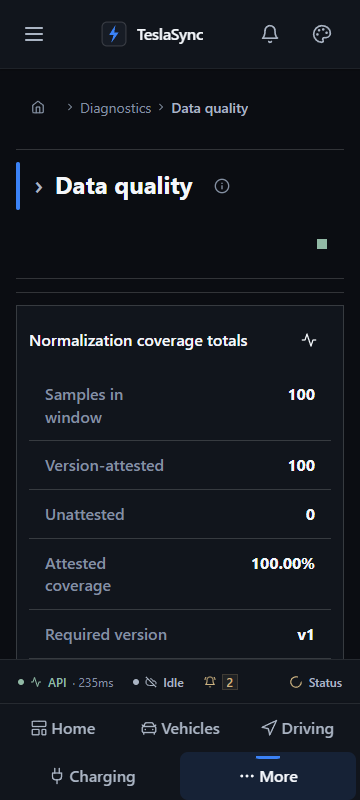 TeslaSync
Diagnostics
Data quality
Data quality
Normalization coverage totals
Samples in window 100
Version-attested 100
Unattested 0
Attested coverage 100.00%
Required version v1
API · 235ms Idle 2 Status
Home Vehicles Driving
Charging More